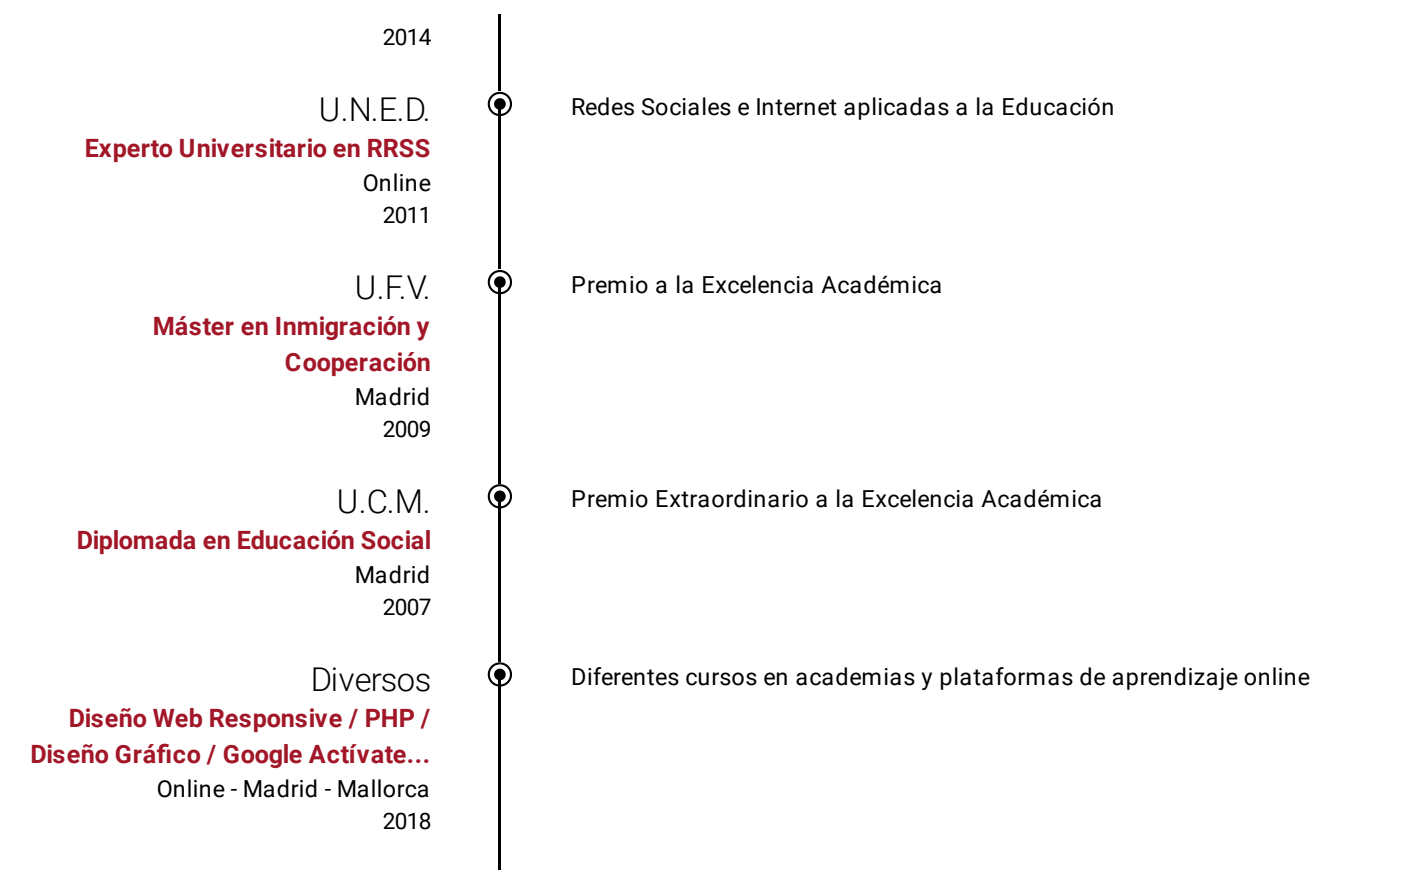 2014
U.N.E.D.
Experto Universitario en RRSS
Online
2011
Redes Sociales e Internet aplicadas a la Educación
U.F.V.
Máster en Inmigración y
Cooperación
Madrid
2009
Premio a la Excelencia Académica
U.C.M.
Diplomada en Educación Social
Madrid
2007
Premio Extraordinario a la Excelencia Académica
Diversos
Diseño Web Responsive / PHP /
Diseño Gráfico / Google Actívate...
Online - Madrid - Mallorca
2018
Diferentes cursos en academias y plataformas de aprendizaje online